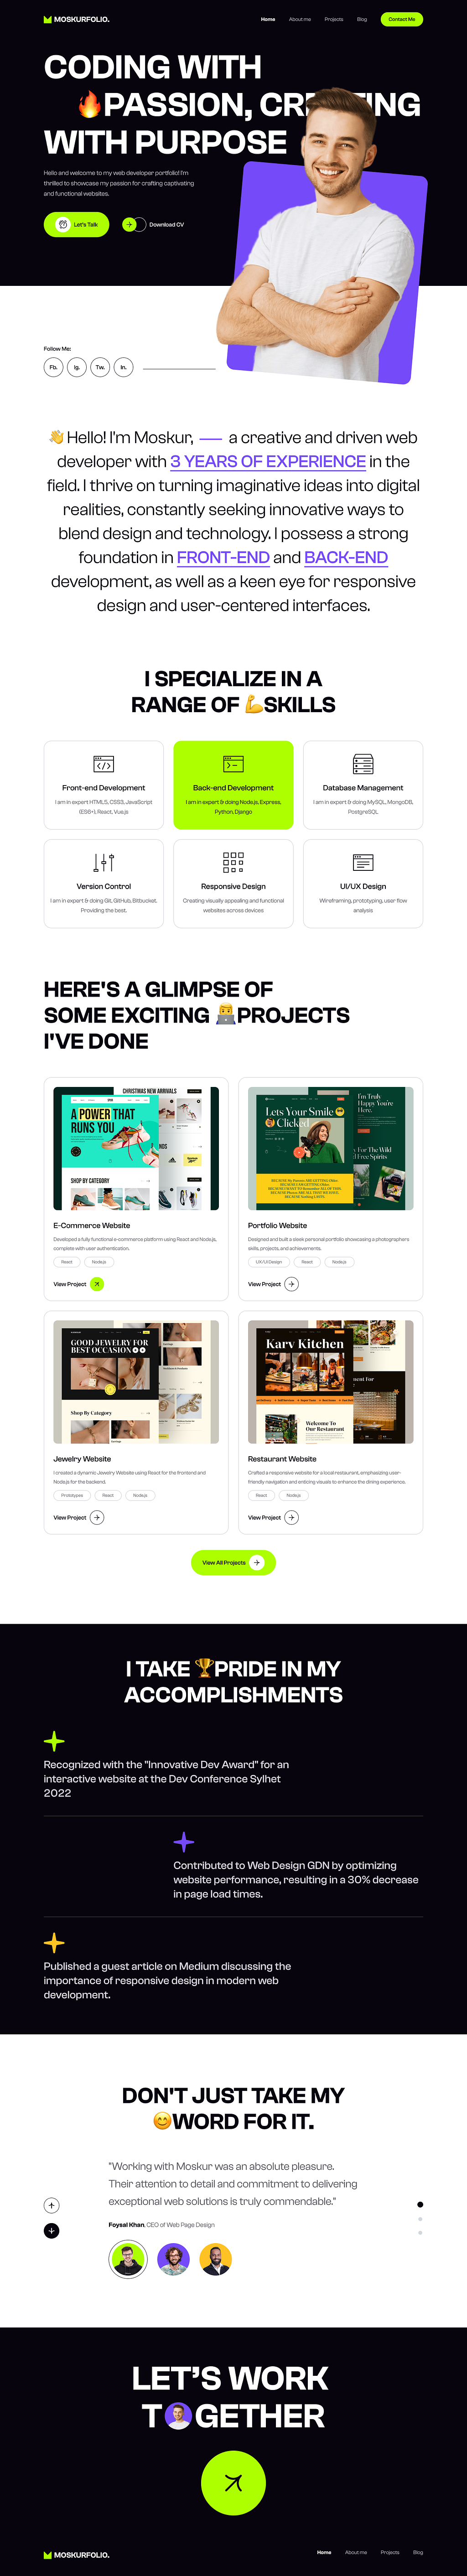 MOSKURFOLIO.
Home About me Projects Blog Contact Me
CODING WITH
PASSION, CREATING
WITH PURPOSE
Hello and welcome to my web developer portfolio! I'm
thrilled to showcase my passion for crafting captivating
and functional websites.
Let's Talk Download CV
Follow Me:
Fb. Ig. Tw. In.
Hello! I'm Moskur, a creative and driven web
developer with 3 YEARS OF EXPERIENCE in the
field. I thrive on turning imaginative ideas into digital
realities, constantly seeking innovative ways to
blend design and technology. I possess a strong
foundation in FRONT-END and BACK-END
development, as well as a keen eye for responsive
design and user-centered interfaces.
I SPECIALIZE IN A
RANGE OF SKILLS
Front-end Development
I am in expert HTML5, CSS3, JavaScript
(ES6+), React, Vue.js
Back-end Development
I am in expert & doing Node.js, Express,
Python, Django
Database Management
I am in expert & doing MySQL, MongoDB,
PostgreSQL
Version Control
I am in expert & doing Git, GitHub, Bitbucket.
Providing the best.
Responsive Design
Creating visually appealing and functional
websites across devices
UI/UX Design
Wireframing, prototyping, user flow
analysis
HERE'S A GLIMPSE OF
SOME EXCITING PROJECTS
I'VE DONE
CHRISTMAS NEW ARRIVALS
A POWER THAT
RUNS YOU
SHOP BY CATEGORY
E-Commerce Website
Developed a fully functional e-commerce platform using React and Node.js,
complete with user authentication.
React Node.js
View Project
Lets Your Smile
Clicked
I'm Truly
Happy You're
Here.
Portfolio Website
Designed and built a sleek personal portfolio showcasing a photographers
skills, projects, and achievements.
UX/UI Design React Node.js
View Project
GOOD JEWELRY FOR
BEST OCCASION
Shop By Category
Jewelry Website
I created a dynamic Jewelry Website using React for the frontend and
Node.js for the backend.
Prototypes React Node.js
View Project
Karv Kitchen
Welcome To
Our Restaurant
Restaurant Website
Crafted a responsive website for a local restaurant, emphasizing user-
friendly navigation and enticing visuals to enhance the dining experience.
React Node.js
View Project
View All Projects
I TAKE PRIDE IN MY
ACCOMPLISHMENTS
Recognized with the "Innovative Dev Award" for an
interactive website at the Dev Conference Sylhet
2022
Contributed to Web Design GDN by optimizing
website performance, resulting in a 30% decrease
in page load times.
Published a guest article on Medium discussing the
importance of responsive design in modern web
development.
DON'T JUST TAKE MY
WORD FOR IT.
"Working with Moskur was an absolute pleasure.
Their attention to detail and commitment to delivering
exceptional web solutions is truly commendable."
Foysal Khan. CEO of Web Page Design
LET'S WORK
T GETHER
MOSKURFOLIO.
Home About me Projects Blog